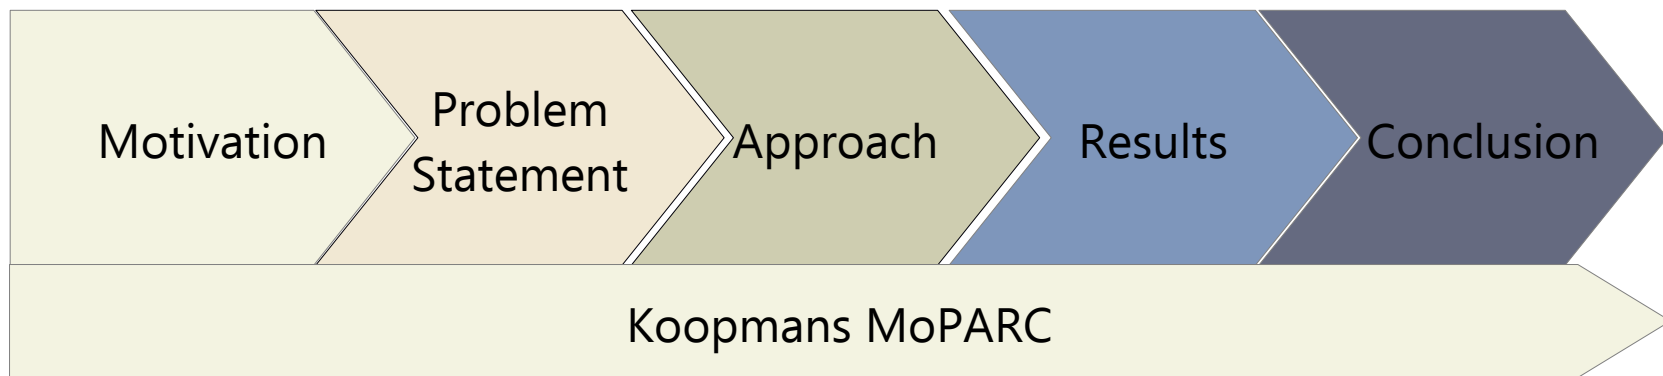 Motivation
Problem
Statement
Approach
Results
Conclusion
Koopmans MoPARC